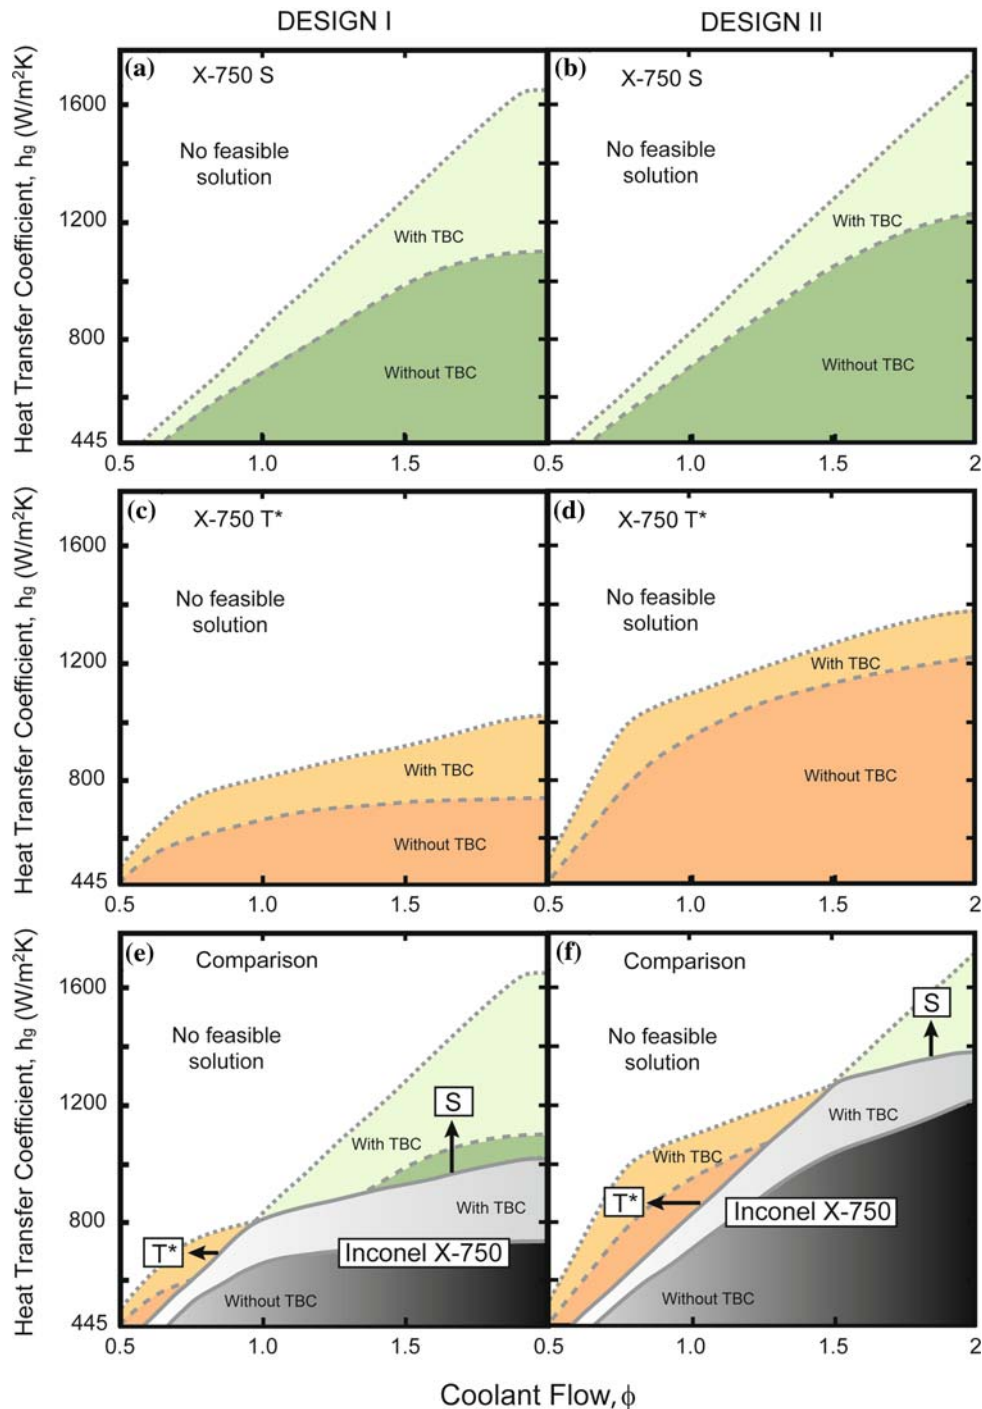 DESIGN I
DESIGN II
Heat Transfer Coefficient, hg (W/m²K)
1600
1200
800
445
(a)
X-750 S
No feasible
solution
With TBC
Without TBC
0.5
1.0
1.5
(b)
X-750 S
No feasible
solution
With TBC
Without TBC
0.5
1.0
1.5
2
Heat Transfer Coefficient, hg (W/m²K)
1600
1200
800
445
(c)
X-750 T*
No feasible
solution
With TBC
Without TBC
0.5
1.0
1.5
(d)
X-750 T*
No feasible
solution
With TBC
Without TBC
0.5
1.0
1.5
2
Heat Transfer Coefficient, hg (W/m²K)
1600
1200
800
445
(e)
Comparison
No feasible
solution
S
With TBC
With TBC
T*
Inconel X-750
Without TBC
0.5
1.0
1.5
(f)
Comparison
S
No feasible
solution
With TBC
With TBC
T*
Inconel X-750
Without TBC
0.5
1.0
1.5
2
Coolant Flow, ϕ